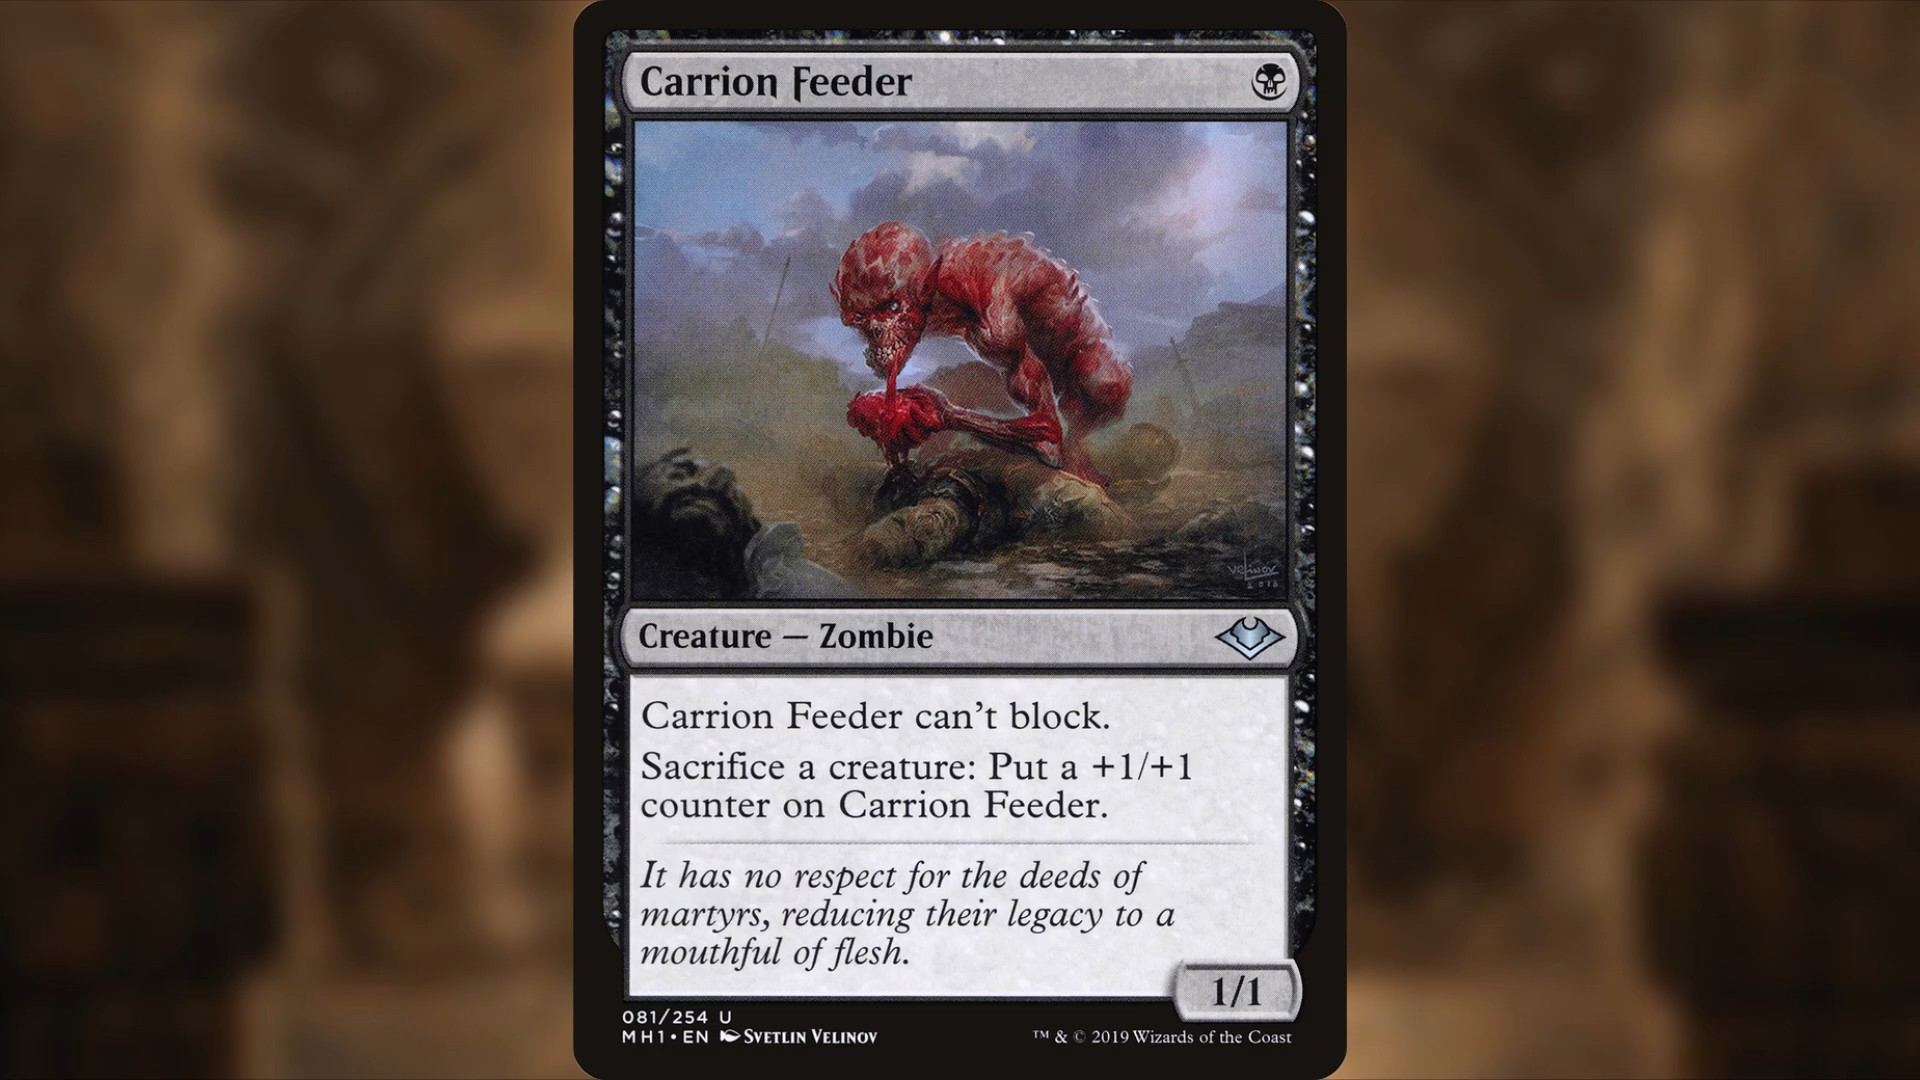 Carrion Feeder
VELINOV
2018
Creature — Zombie
Carrion Feeder can't block.
Sacrifice a creature: Put a +1/+1
counter on Carrion Feeder.
It has no respect for the deeds of
martyrs, reducing their legacy to a
mouthful of flesh.
1/1
081/254 U
MH1•EN SVETLIN VELINOV
™ & © 2019 Wizards of the Coast